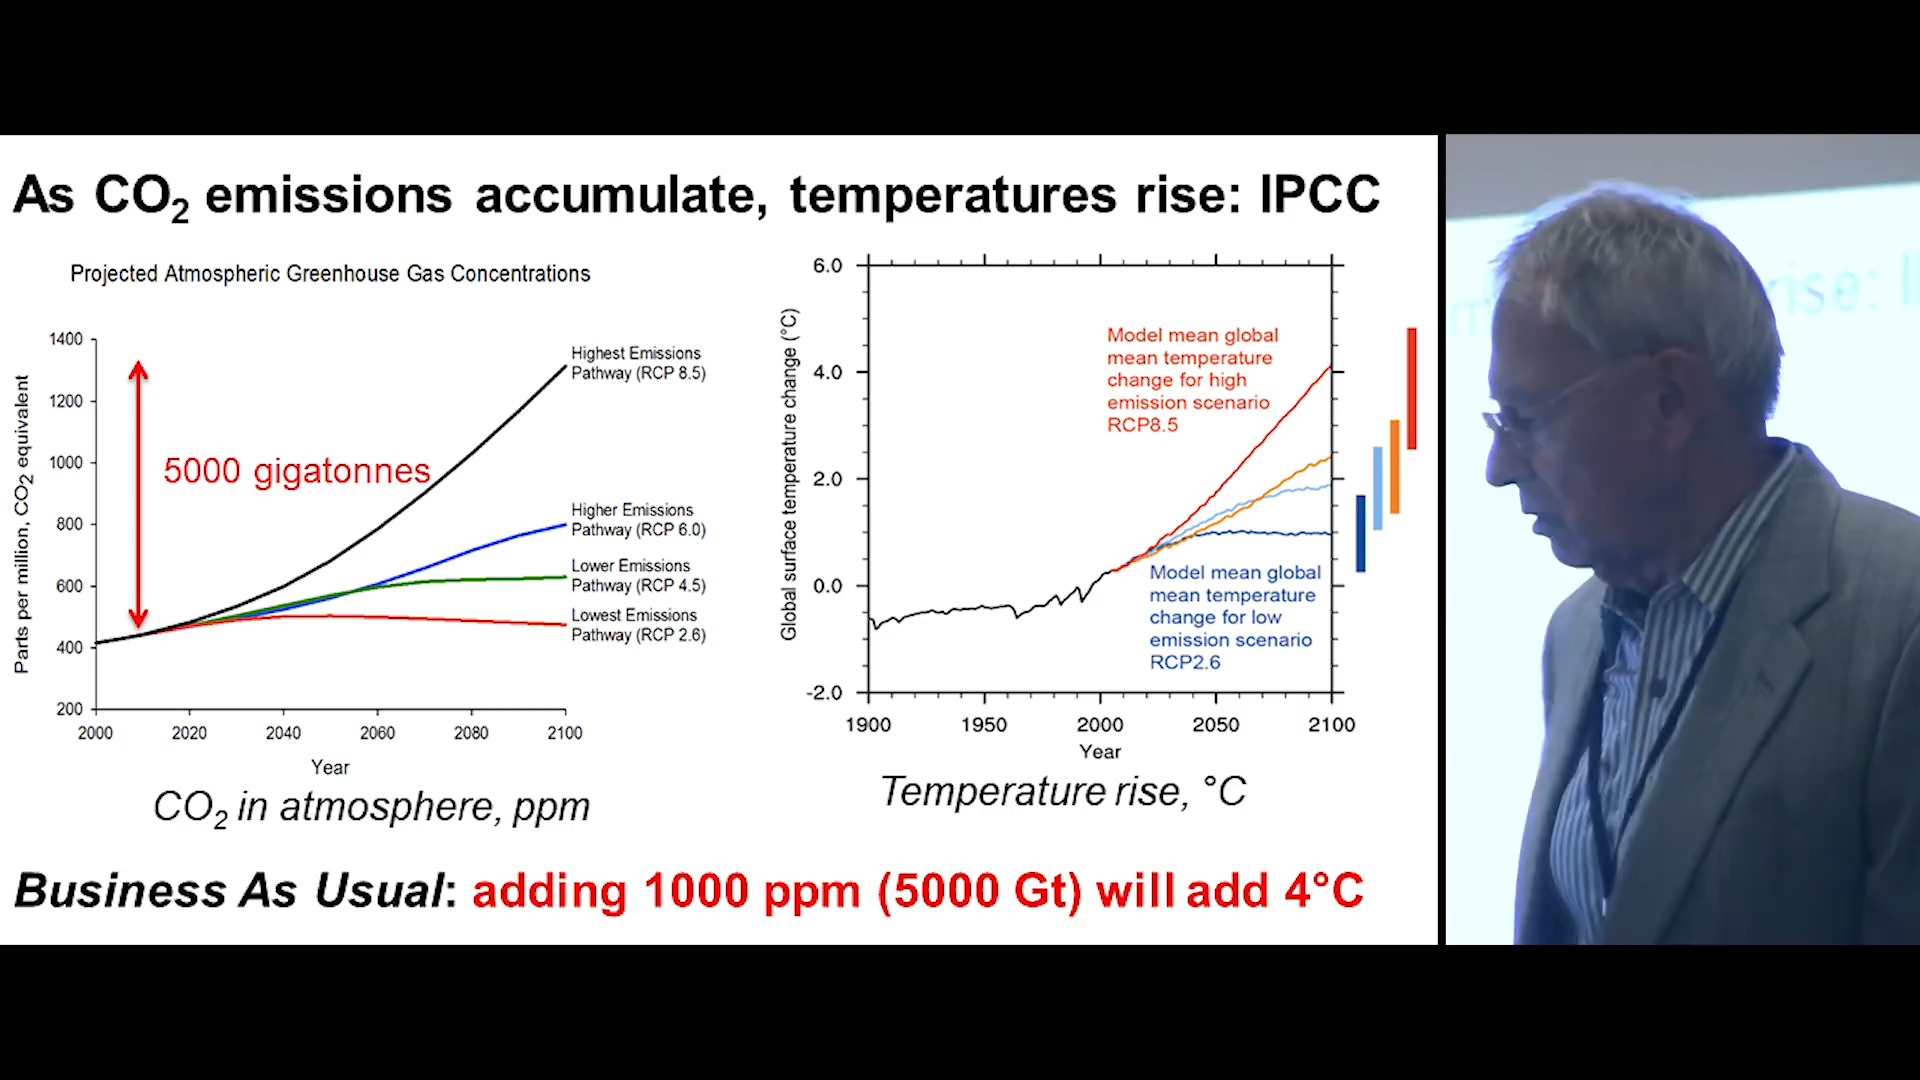 As CO2 emissions accumulate, temperatures rise: IPCC
Projected Atmospheric Greenhouse Gas Concentrations
Parts per million, CO2 equivalent
1400
1200
1000
800
600
400
200
2000 2020 2040 2060 2080 2100
Year
5000 gigatonnes
Highest Emissions
Pathway (RCP 8.5)
Higher Emissions
Pathway (RCP 6.0)
Lower Emissions
Pathway (RCP 4.5)
Lowest Emissions
Pathway (RCP 2.6)
CO2 in atmosphere, ppm
Global surface temperature change (°C)
6.0
4.0
2.0
0.0
-2.0
1900 1950 2000 2050 2100
Year
Model mean global
mean temperature
change for high
emission scenario
RCP8.5
Model mean global
mean temperature
change for low
emission scenario
RCP2.6
Temperature rise, °C
Business As Usual: adding 1000 ppm (5000 Gt) will add 4°C
rise: